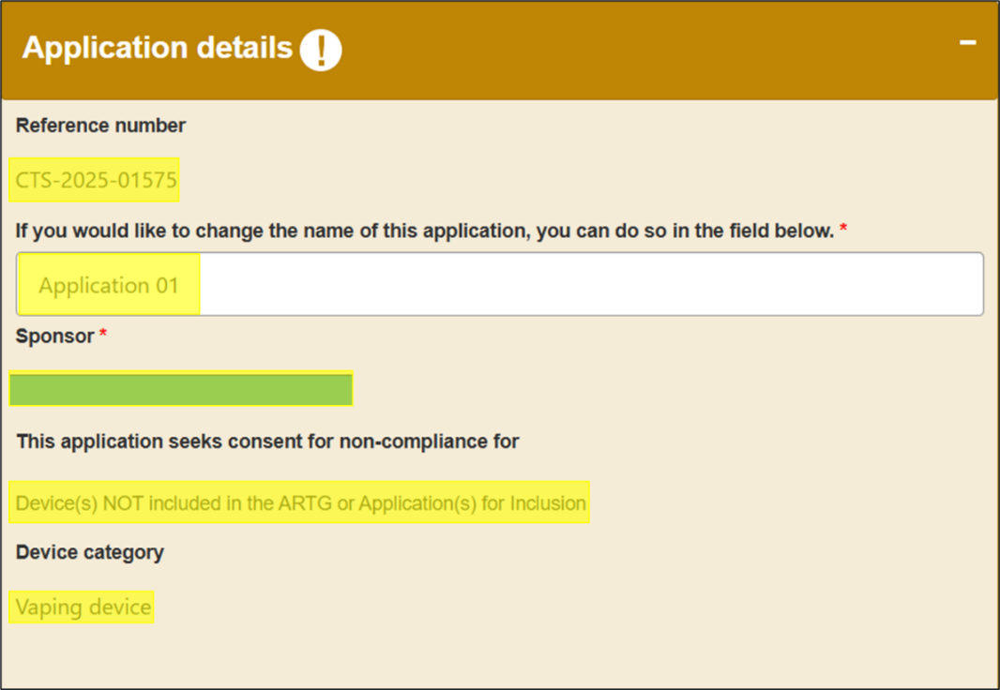 Application details !
Reference number
CTS-2025-01575
If you would like to change the name of this application, you can do so in the field below. *
Application 01
Sponsor *
This application seeks consent for non-compliance for
Device(s) NOT included in the ARTG or Application(s) for Inclusion
Device category
Vaping device